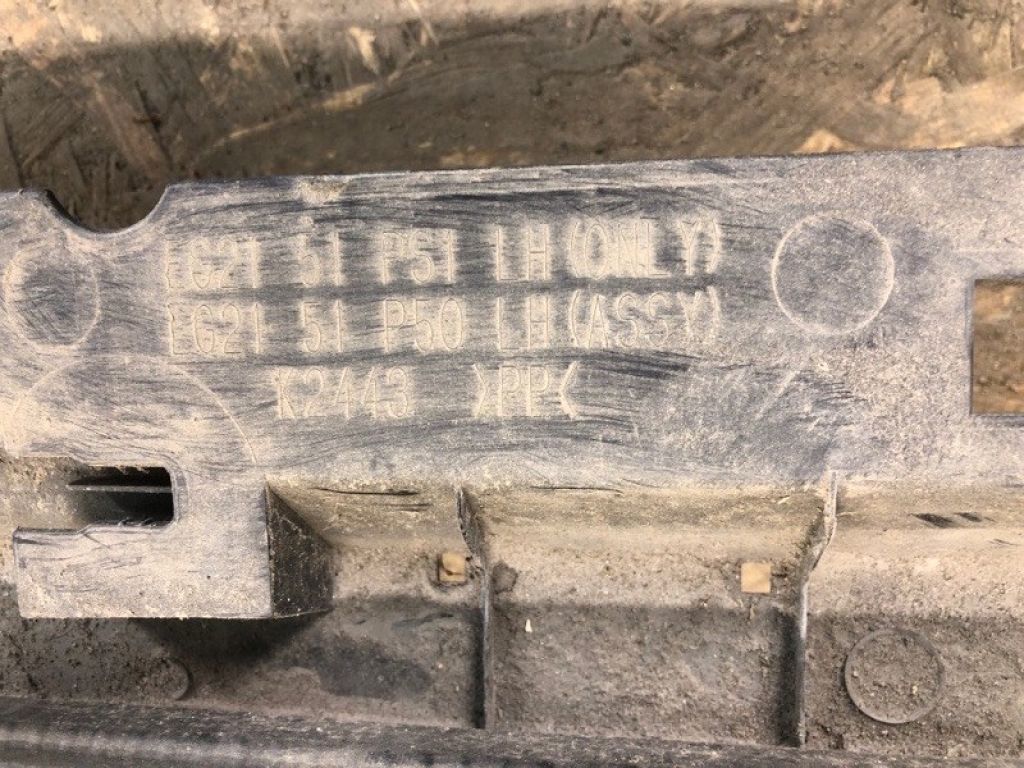 EG21 51 PS1 LH (ONLY)
EG21 51 P50 LH (ASSY)
K2443 >PP<